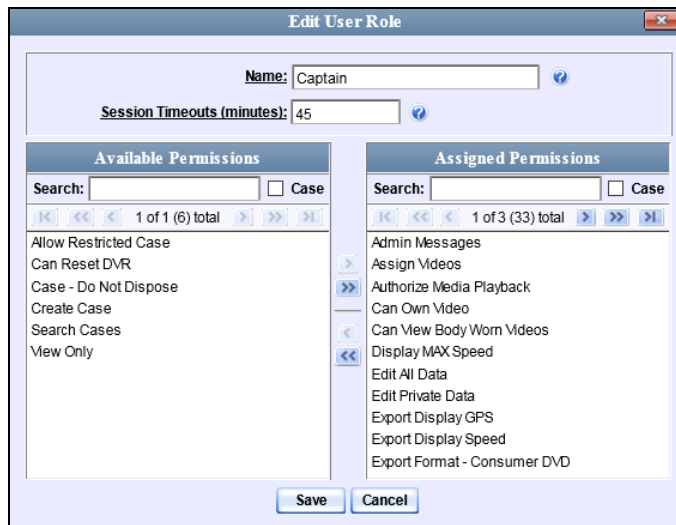 Edit User Role
Name: Captain
Session Timeouts (minutes): 45
Available Permissions
Search: Case
1 of 1 (6) total
Allow Restricted Case
Can Reset DVR
Case - Do Not Dispose
Create Case
Search Cases
View Only
Assigned Permissions
Search: Case
1 of 3 (33) total
Admin Messages
Assign Videos
Authorize Media Playback
Can Own Video
Can View Body Worn Videos
Display MAX Speed
Edit All Data
Edit Private Data
Export Display GPS
Export Display Speed
Export Format - Consumer DVD
Save Cancel